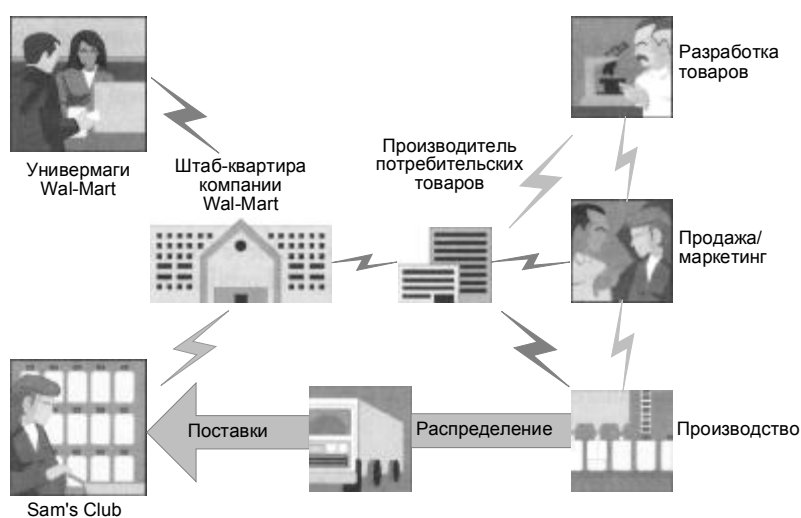 Разработка
товаров
Универмаги
Wal-Mart
Штаб-квартира
компании
Wal-Mart
Производитель
потребительских
товаров
Продажа/
маркетинг
Поставки
Распределение
Производство
Sam's Club